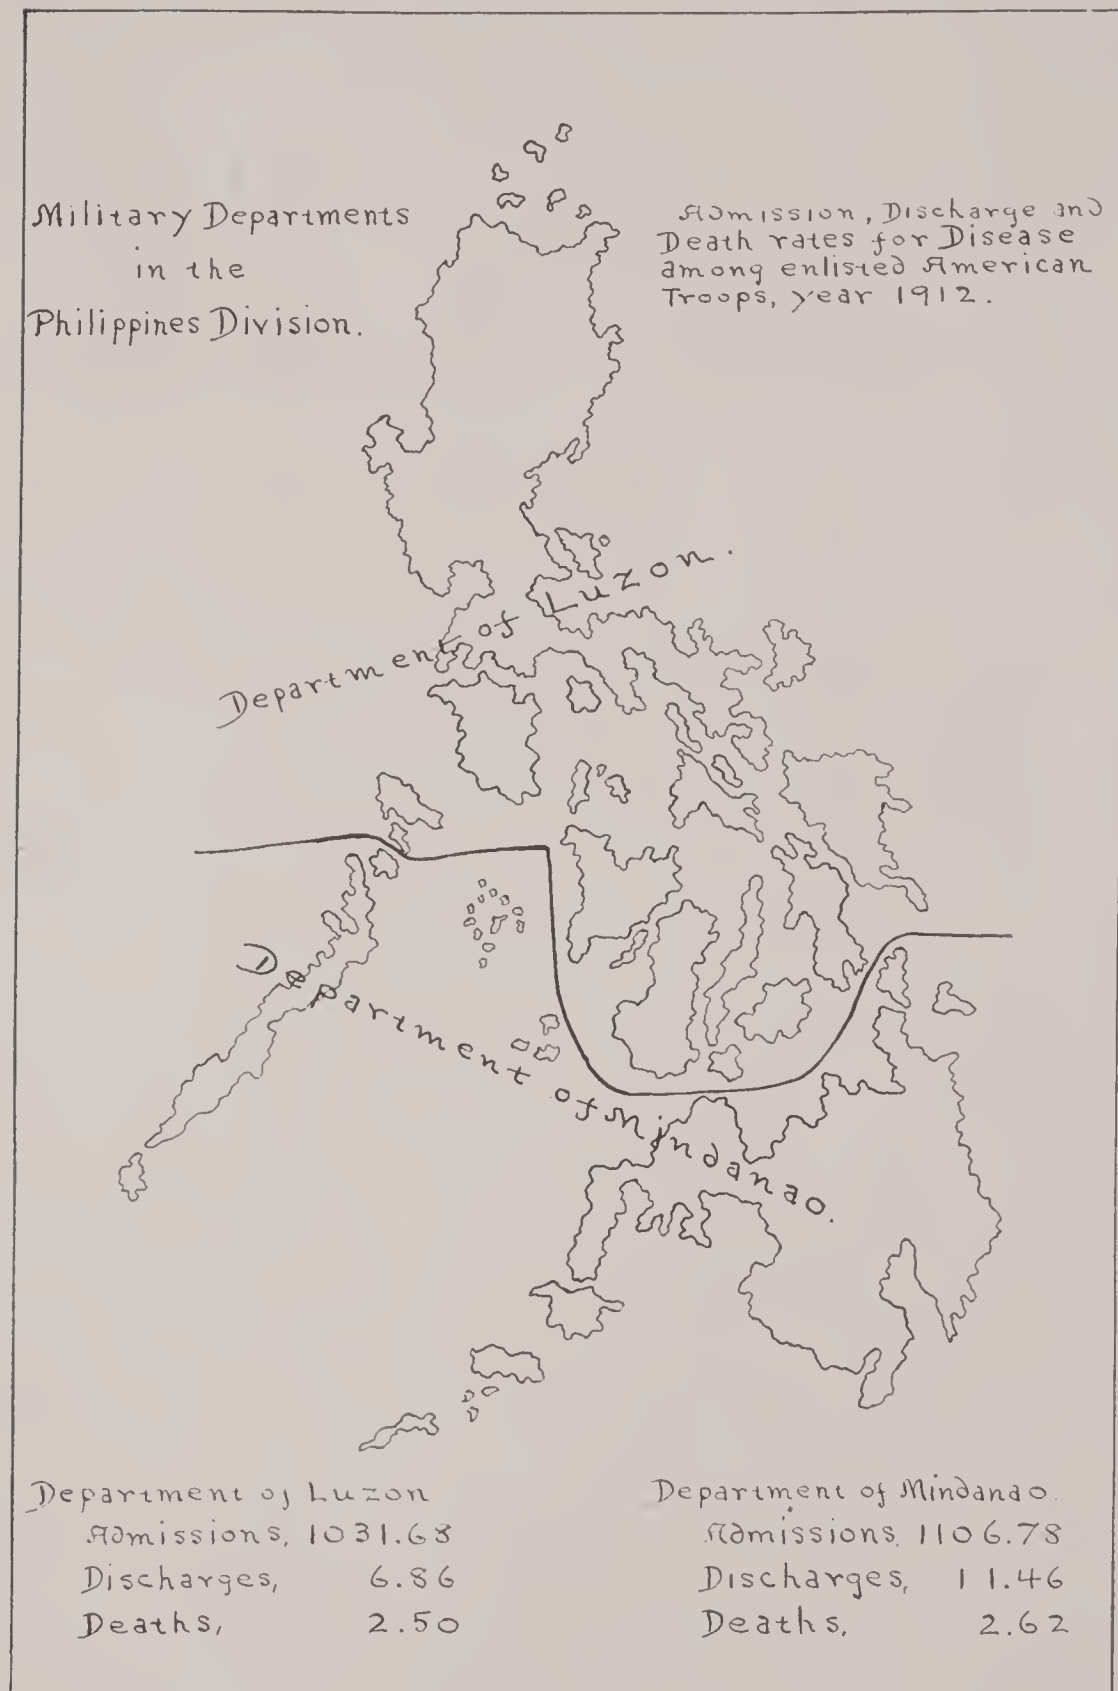 Military Departments
in the
Philippines Division.
Admission, Discharge and
Death rates for Disease
among enlisted American
Troops, year 1912.
Department of Luzon.
Department of Mindanao.
Department of Luzon
Admissions, 1031.68
Discharges, 6.86
Deaths, 2.50
Department of Mindanao.
Admissions, 1106.78
Discharges, 11.46
Deaths, 2.62